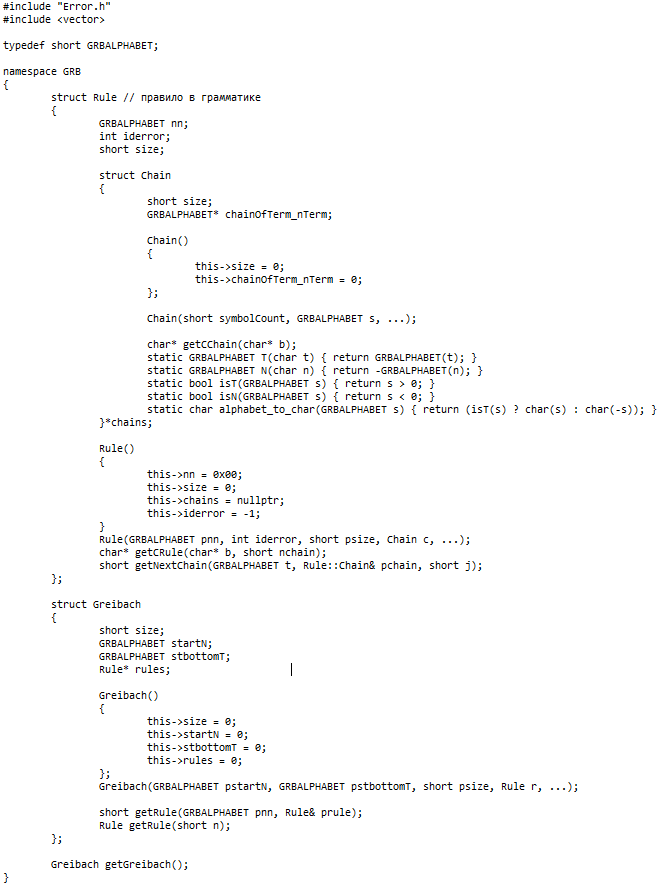 #include "Error.h"
#include <vector>

typedef short GRBALPHABET;

namespace GRB
{
	struct Rule // правило в грамматике
	{
		GRBALPHABET nn;
		int iderror;
		short size;

		struct Chain
		{
			short size;
			GRBALPHABET* chainOfTerm_nTerm;

			Chain()
			{
				this->size = 0;
				this->chainOfTerm_nTerm = 0;
			};

			Chain(short symbolCount, GRBALPHABET s, ...);

			char* getCChain(char* b);
			static GRBALPHABET T(char t) { return GRBALPHABET(t); }
			static GRBALPHABET N(char n) { return -GRBALPHABET(n); }
			static bool isT(GRBALPHABET s) { return s > 0; }
			static bool isN(GRBALPHABET s) { return s < 0; }
			static char alphabet_to_char(GRBALPHABET s) { return (isT(s) ? char(s) : char(-s)); }
		}*chains;

		Rule()
		{
			this->nn = 0x00;
			this->size = 0;
			this->chains = nullptr;
			this->iderror = -1;
		}
		Rule(GRBALPHABET pnn, int iderror, short psize, Chain c, ...);
		char* getCRule(char* b, short nchain);
		short getNextChain(GRBALPHABET t, Rule::Chain& pchain, short j);
	};

	struct Greibach
	{
		short size;
		GRBALPHABET startN;
		GRBALPHABET stbottomT;
		Rule* rules;

		Greibach()
		{
			this->size = 0;
			this->startN = 0;
			this->stbottomT = 0;
			this->rules = 0;
		};
		Greibach(GRBALPHABET pstartN, GRBALPHABET pstbottomT, short psize, Rule r, ...);

		short getRule(GRBALPHABET pnn, Rule& prule);
		Rule getRule(short n);
	};

	Greibach getGreibach();
}